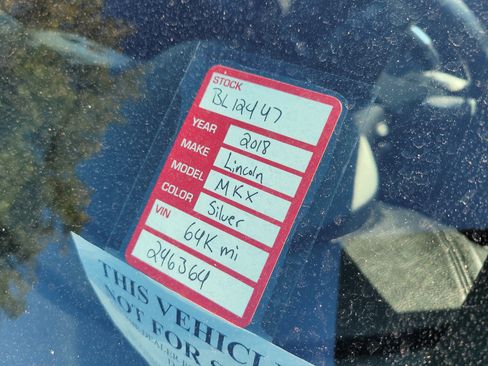 STOCK
BL12447
YEAR 2018
MAKE Lincoln
MODEL MKX
COLOR Silver
VIN 64K mi
246364
THIS VEHICLE
NOT FOR